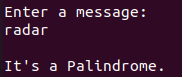 Enter a message:
radar
It's a Palindrome.